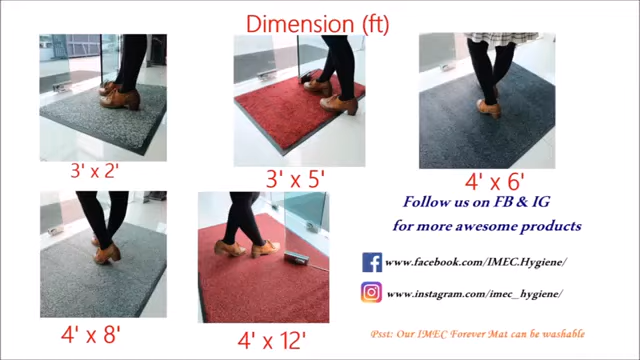 Dimension (ft)
3' x 2'
3' x 5'
4' x 6'
Follow us on FB & IG
for more awesome products
www.facebook.com/IMEC.Hygiene/
www.instagram.com/imec_hygiene/
4' x 8'
4' x 12'
Psst: Our IMEC Forever Mat can be washable